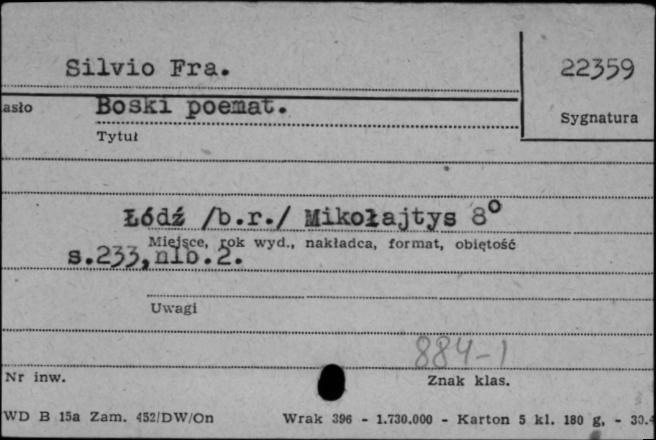 Silvio Fra.
22359
asło
Boski poemat.
Sygnatura
Tytuł
Łódź /b.r./ Mikołajtys 8°
Miejsce, rok wyd., nakładca, format, objętość
s.233, nlb.2.
Uwagi
884-1
Nr inw.
Znak klas.
WD B 15a Zam. 452/DW/On Wrak 396 - 1.730.000 - Karton 5 kl. 180 g. - 30.4